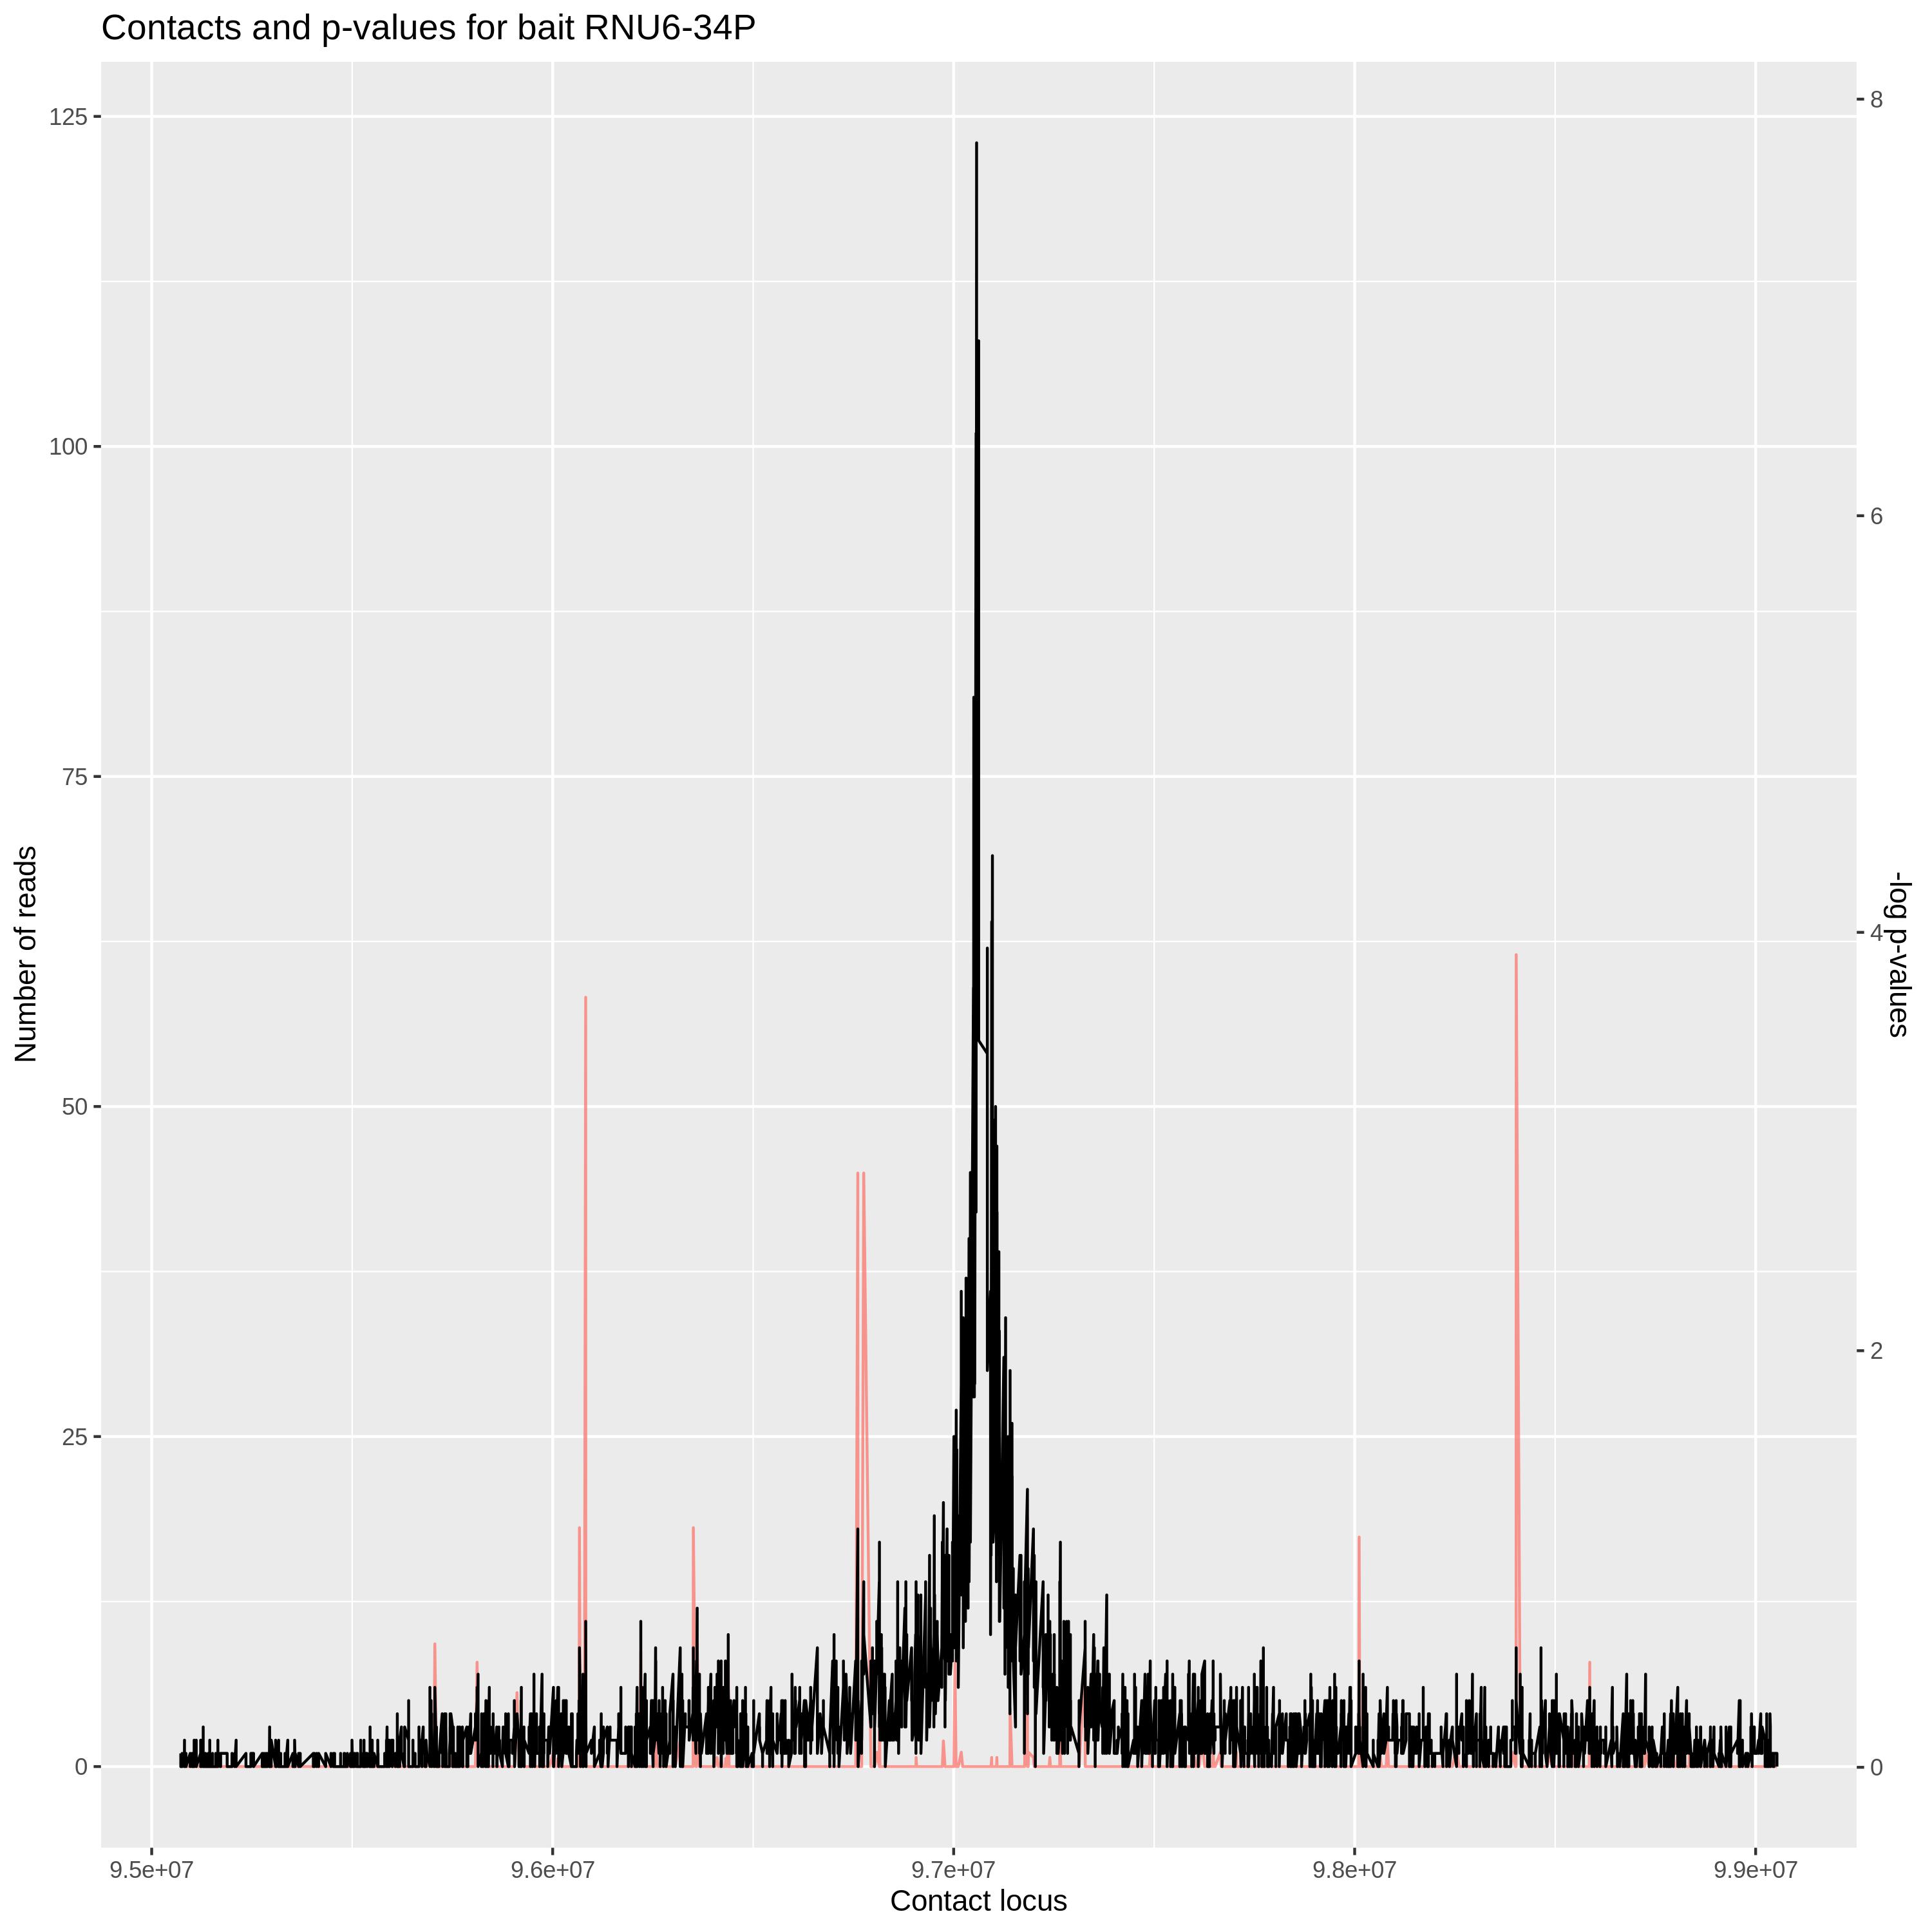 Contacts and p-values for bait RNU6-34P
125
100
75
50
25
0
Number of reads
8
6
4
2
0
-log p-values
9.5e+07
9.6e+07
9.7e+07
9.8e+07
9.9e+07
Contact locus